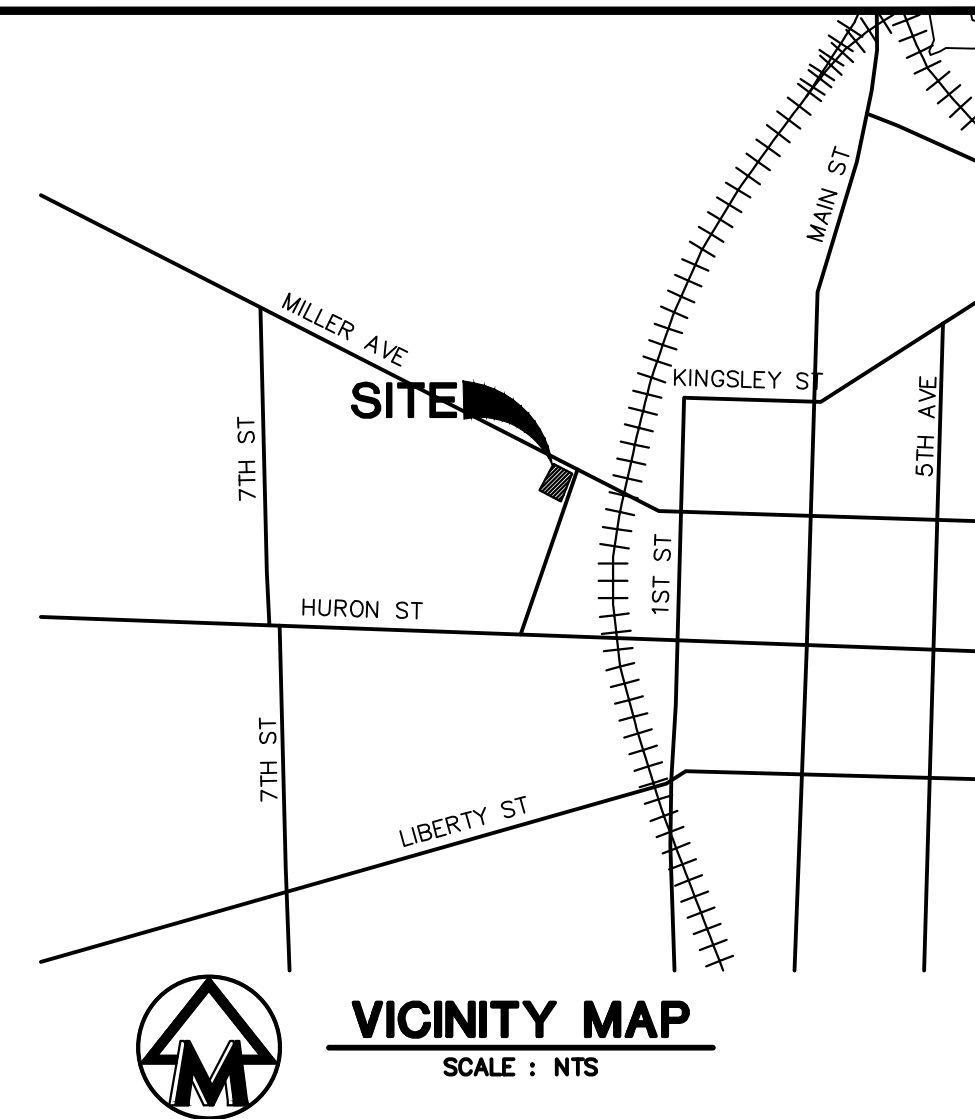 MAIN ST
MILLER AVE
KINGSLEY ST
SITE
5TH AVE
7TH ST
1ST ST
HURON ST
7TH ST
LIBERTY ST
M
VICINITY MAP
SCALE : NTS